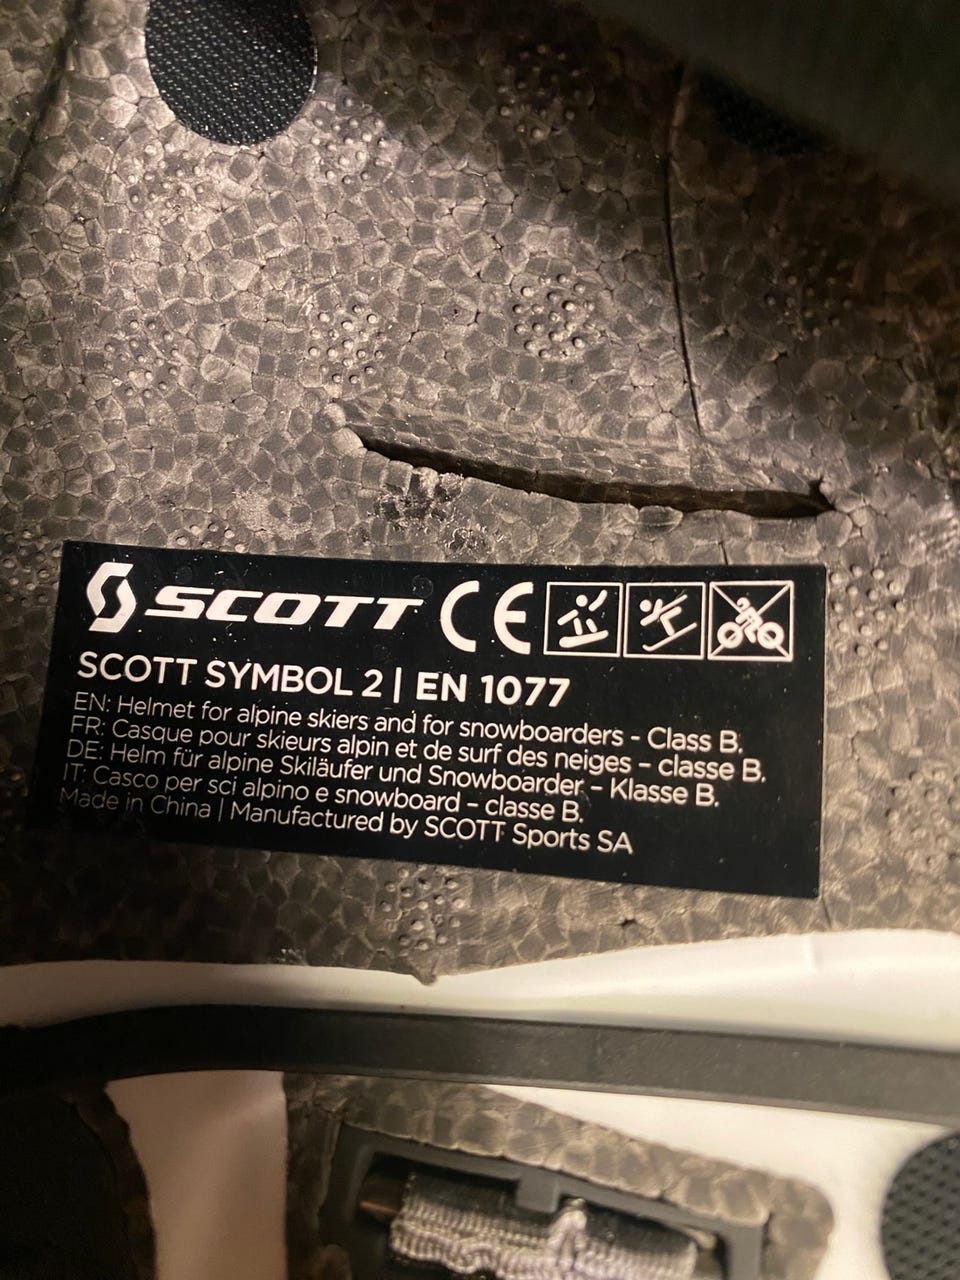 SCOTT CE
SCOTT SYMBOL 2 | EN 1077
EN: Helmet for alpine skiers and for snowboarders - Class B.
FR: Casque pour skieurs alpin et de surf des neiges – classe B.
DE: Helm für alpine Skiläufer und Snowboarder - Klasse B.
IT: Casco per sci alpino e snowboard – classe B.
Made in China | Manufactured by SCOTT Sports SA